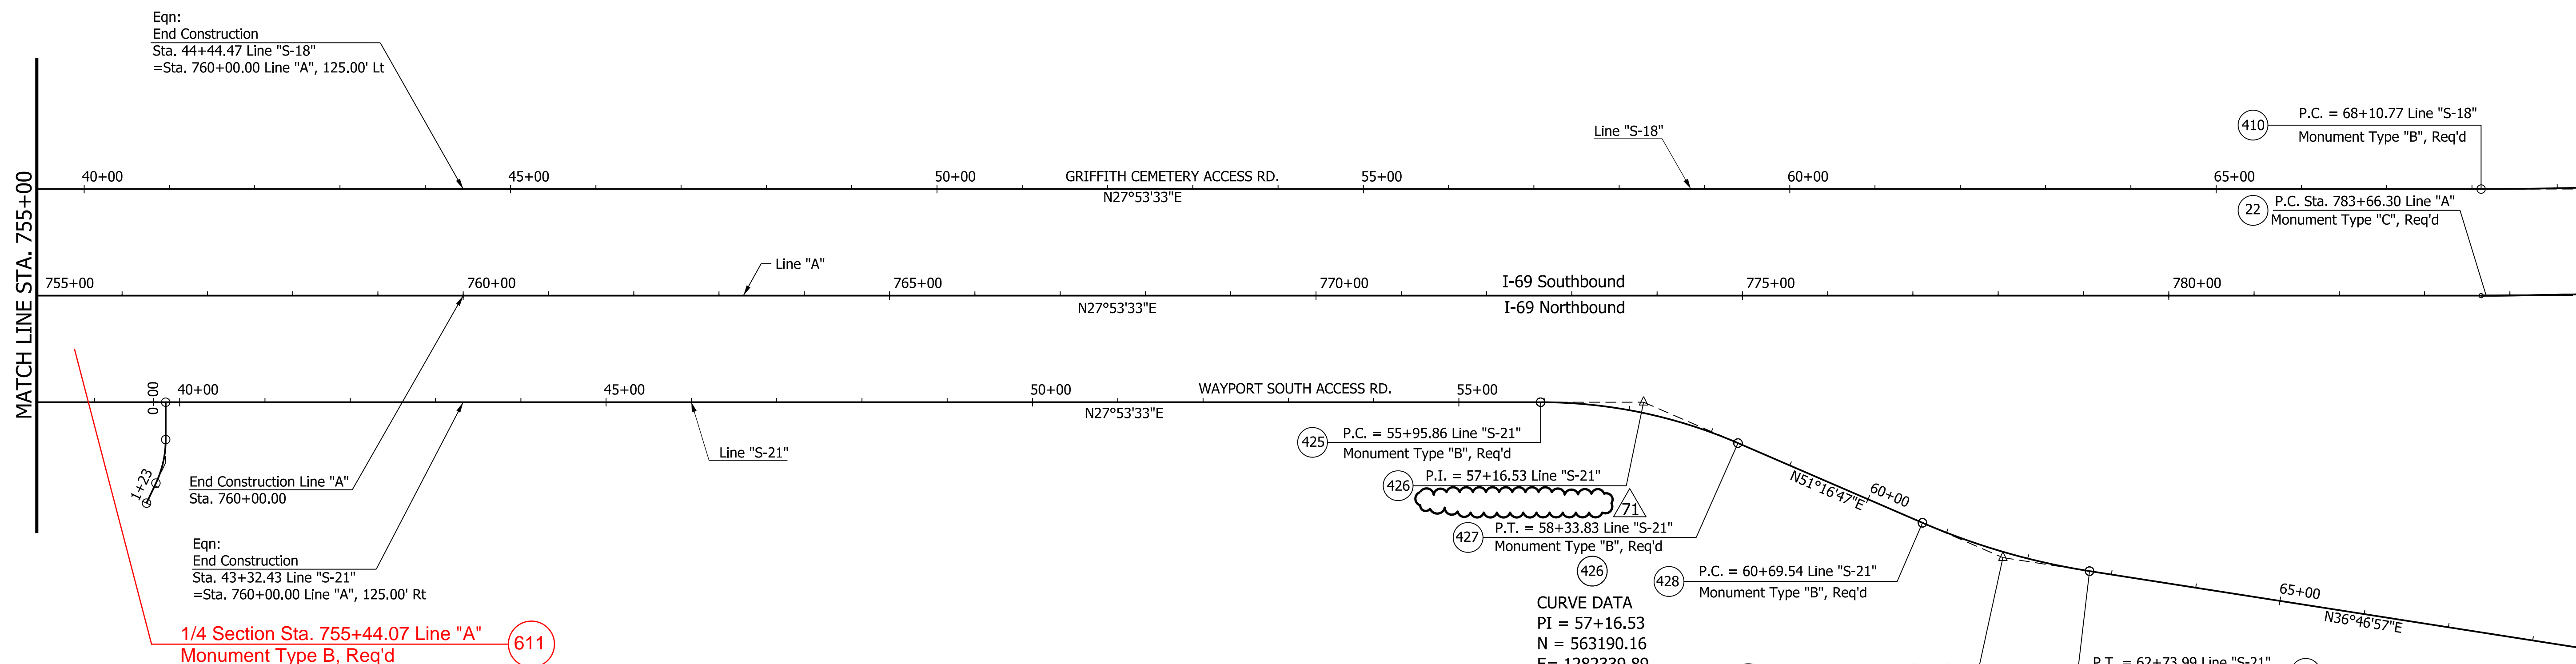 Eqn:
End Construction
Sta. 44+44.47 Line "S-18"
=Sta. 760+00.00 Line "A", 125.00' Lt
MATCH LINE STA. 755+00
40+00
45+00
50+00
GRIFFITH CEMETERY ACCESS RD.
N27°53'33"E
55+00
Line "S-18"
60+00
65+00
410
P.C. = 68+10.77 Line "S-18"
Monument Type "B", Req'd
22
P.C. Sta. 783+66.30 Line "A"
Monument Type "C", Req'd
755+00
760+00
Line "A"
765+00
N27°53'33"E
770+00
I-69 Southbound
I-69 Northbound
775+00
780+00
0+00
1+23
40+00
45+00
50+00
WAYPORT SOUTH ACCESS RD.
N27°53'33"E
55+00
Line "S-21"
End Construction Line "A"
Sta. 760+00.00
Eqn:
End Construction
Sta. 43+32.43 Line "S-21"
=Sta. 760+00.00 Line "A", 125.00' Rt
1/4 Section Sta. 755+44.07 Line "A"
Monument Type B, Req'd
611
425
P.C. = 55+95.86 Line "S-21"
Monument Type "B", Req'd
426
P.I. = 57+16.53 Line "S-21"
71
427
P.T. = 58+33.83 Line "S-21"
Monument Type "B", Req'd
426
CURVE DATA
PI = 57+16.53
N = 563190.16
E= 1282339.89
N51°16'47"E
60+00
428
P.C. = 60+69.54 Line "S-21"
Monument Type "B", Req'd
65+00
N36°46'57"E
P.T. = 62+73.99 Line "S-21"